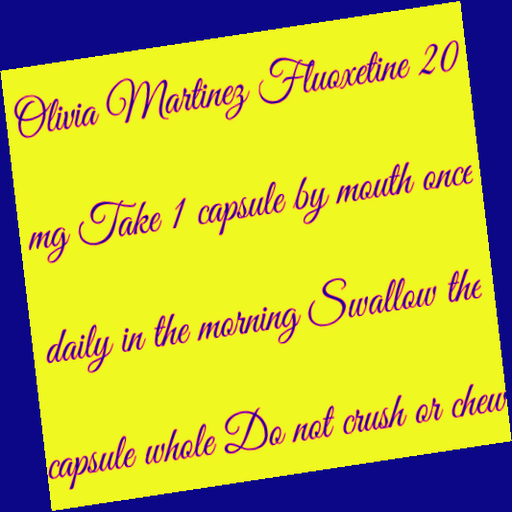 Olivia Martinez Fluoxetine 20
mg Take 1 capsule by mouth once
daily in the morning Swallow the
capsule whole Do not crush or chew